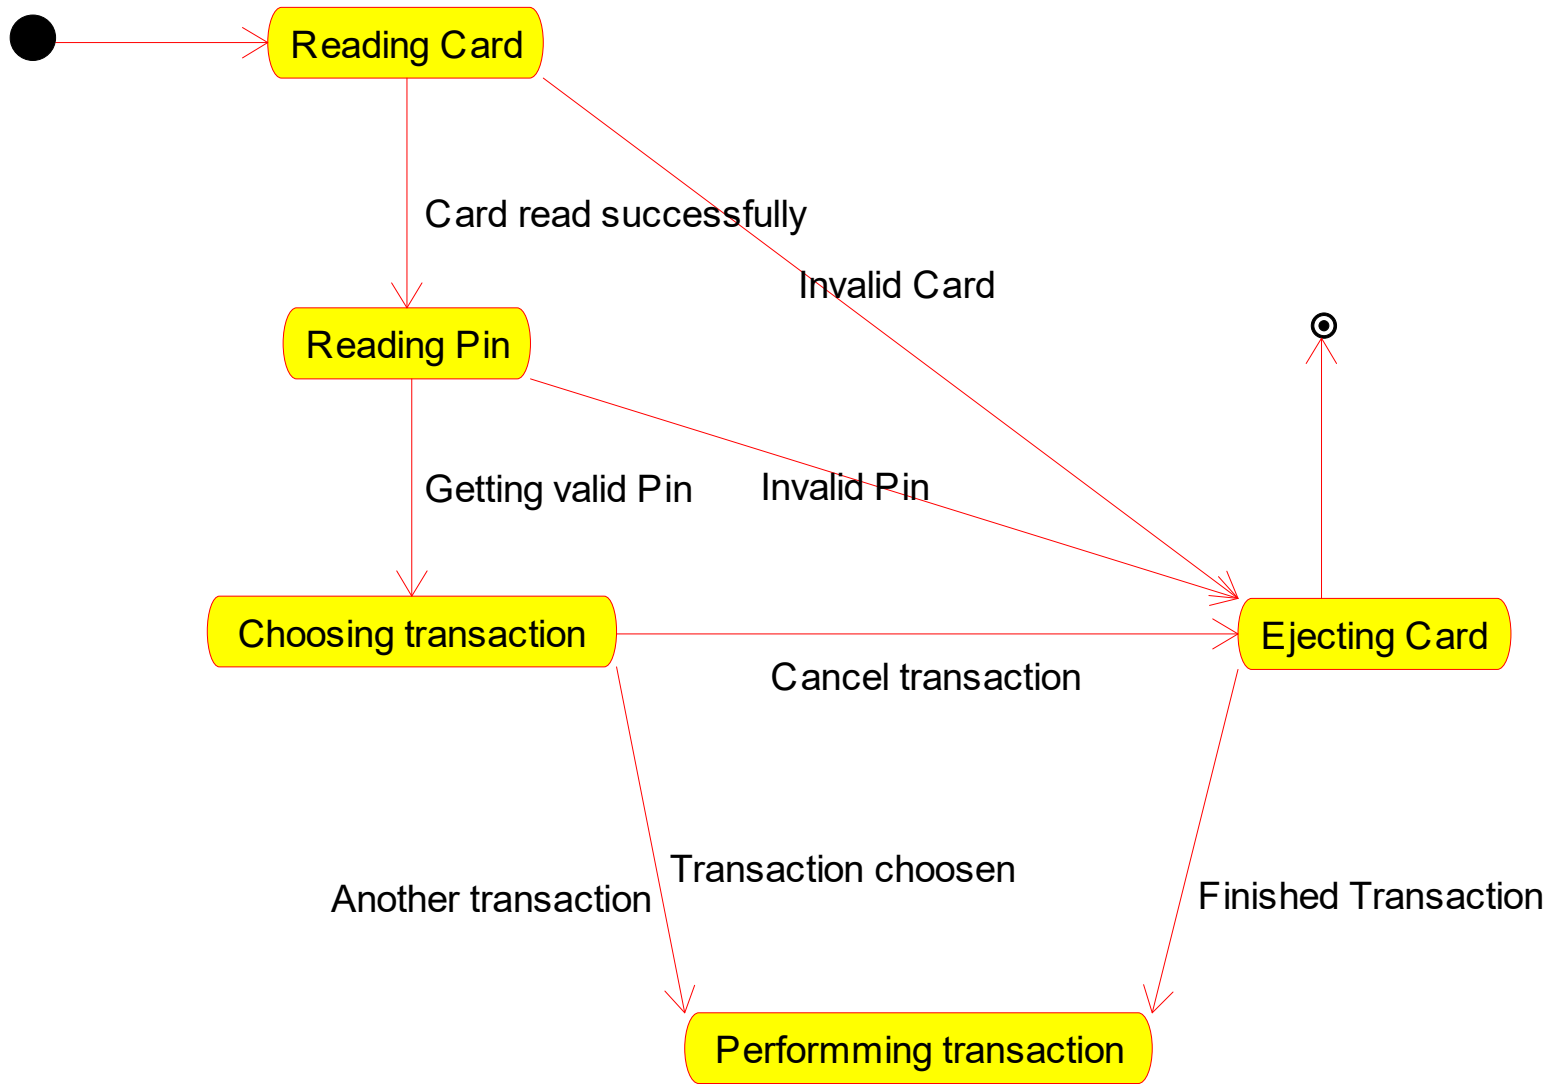 Reading Card
Card read successfully
Invalid Card
Reading Pin
Getting valid Pin
Invalid Pin
Choosing transaction
Ejecting Card
Cancel transaction
Transaction choosen
Another transaction
Finished Transaction
Performming transaction